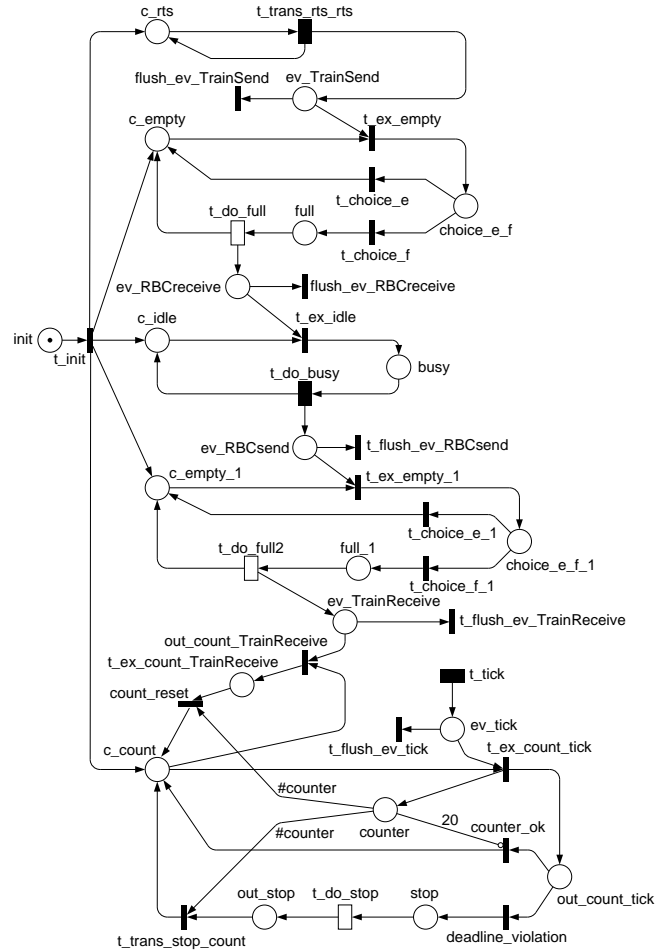 c_rts
t_trans_rts_rts
flush_ev_TrainSend
ev_TrainSend
c_empty
t_ex_empty
t_choice_e
choice_e_f
t_do_full
full
t_choice_f
ev_RBCreceive
flush_ev_RBCreceive
c_idle
t_ex_idle
init
t_init
busy
t_do_busy
ev_RBCsend
t_flush_ev_RBCsend
c_empty_1
t_ex_empty_1
t_choice_e_1
choice_e_f_1
t_do_full2
full_1
t_choice_f_1
ev_TrainReceive
t_flush_ev_TrainReceive
out_count_TrainReceive
t_ex_count_TrainReceive
t_tick
count_reset
ev_tick
t_flush_ev_tick
t_ex_count_tick
c_count
#counter
#counter
counter
20
counter_ok
out_count_tick
out_stop
t_do_stop
stop
t_trans_stop_count
deadline_violation